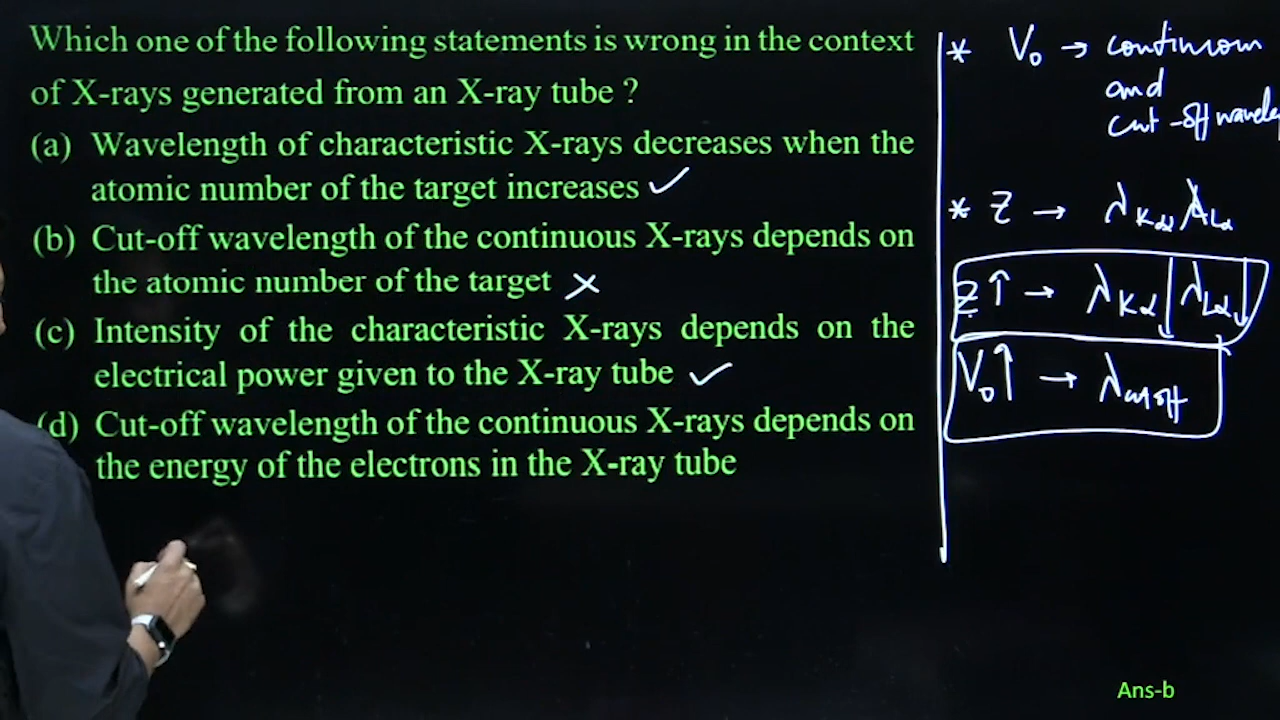 Which one of the following statements is wrong in the context
of X-rays generated from an X-ray tube ?
(a) Wavelength of characteristic X-rays decreases when the
atomic number of the target increases ✓
(b) Cut-off wavelength of the continuous X-rays depends on
the atomic number of the target ✗
(c) Intensity of the characteristic X-rays depends on the
electrical power given to the X-ray tube ✓
(d) Cut-off wavelength of the continuous X-rays depends on
the energy of the electrons in the X-ray tube
* V₀ → continuous
and
cut-off
* Z → λKα λLα
Z↑ → λKα↓ λLα↓
V₀↑ → λcutoff
Ans-b